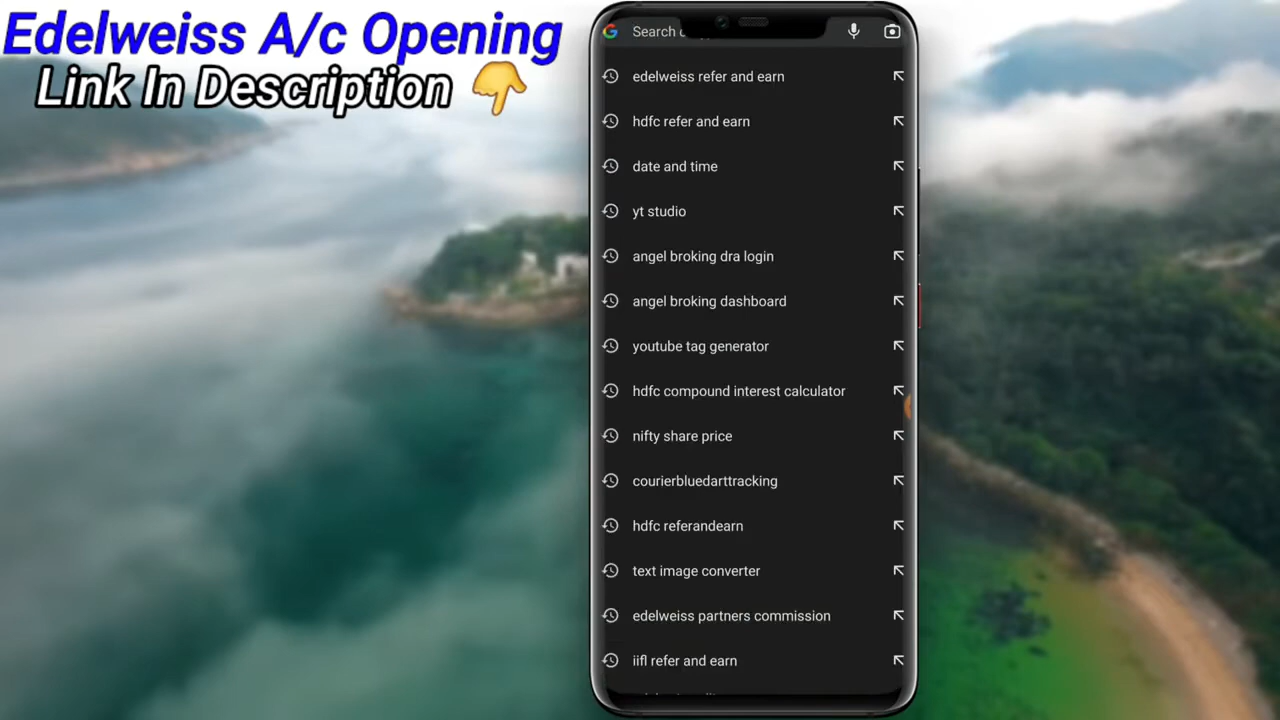 Edelweiss A/c Opening
Link In Description
Search
edelweiss refer and earn
hdfc refer and earn
date and time
yt studio
angel broking dra login
angel broking dashboard
youtube tag generator
hdfc compound interest calculator
nifty share price
courierbluedarttracking
hdfc referandearn
text image converter
edelweiss partners commission
iifl refer and earn